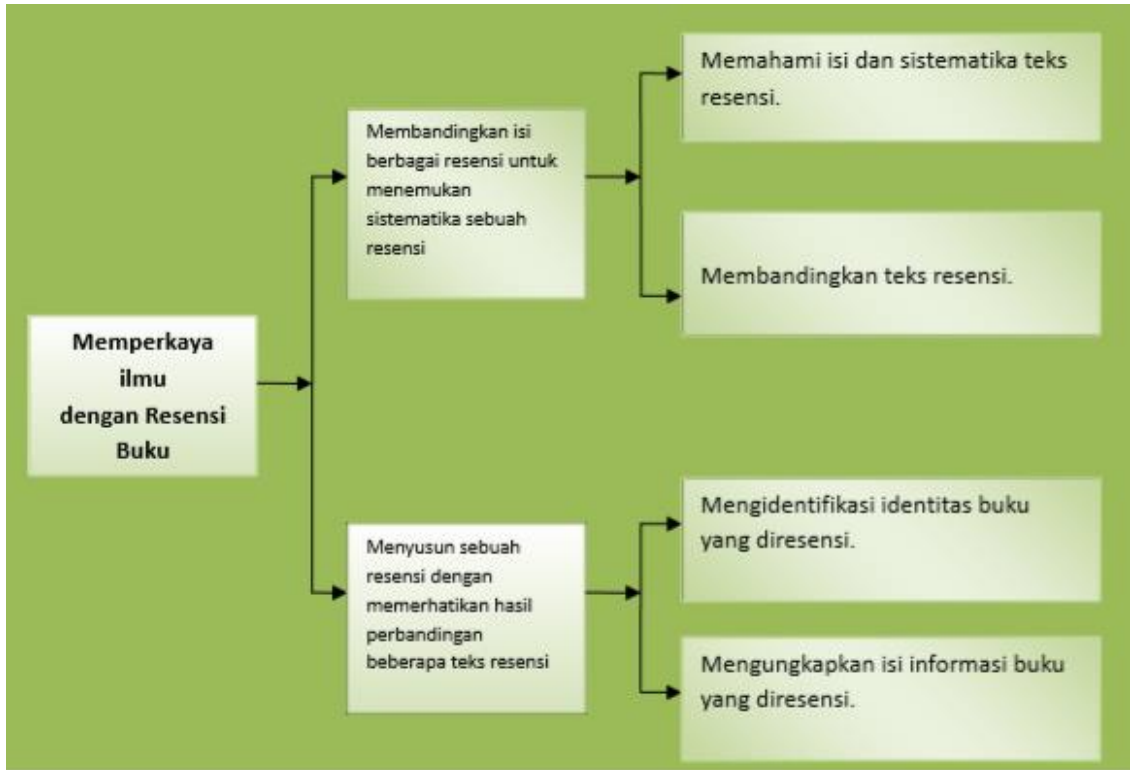 Memperkaya
ilmu
dengan Resensi
Buku
Membandingkan isi
berbagai resensi untuk
menemukan
sistematika sebuah
resensi
Memahami isi dan sistematika teks
resensi.
Membandingkan teks resensi.
Menyusun sebuah
resensi dengan
memerhatikan hasil
perbandingan
beberapa teks resensi
Mengidentifikasi identitas buku
yang diresensi.
Mengungkapkan isi informasi buku
yang diresensi.